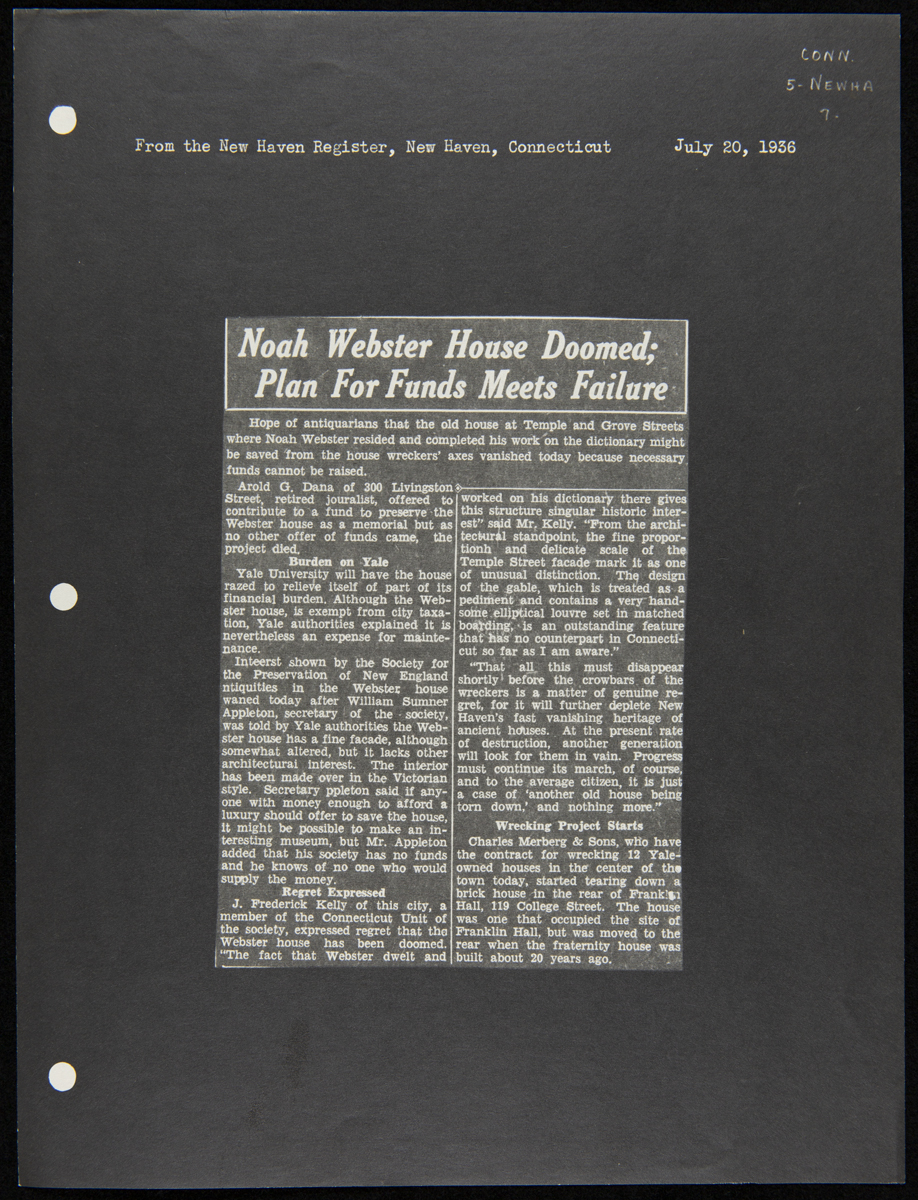 CONN.
5-NEWHA
7-
From the New Haven Register, New Haven, Connecticut July 20, 1936
Noah Webster House Doomed;
Plan For Funds Meets Failure
Hope of antiquarians that the old house at Temple and Grove Streets
where Noah Webster resided and completed his work on the dictionary might
be saved from the house wreckers' axes vanished today because necessary
funds cannot be raised.
Arold G. Dana of 300 Livingston
Street, retired jouralist, offered to
contribute to a fund to preserve the
Webster house as a memorial but as
no other offer of funds came, the
project died.
Burden on Yale
Yale University will have the house
razed to relieve itself of part of its
financial burden. Although the Web-
ster house, is exempt from city taxa-
tion, Yale authorities explained it is
nevertheless an expense for mainte-
nance.
Inteerst shown by the Society for
the Preservation of New England
ntiquities in the Webster house
waned today after William Sumner
Appleton, secretary of the society,
was told by Yale authorities the Web-
ster house has a fine facade, although
somewhat altered, but it lacks other
architectural interest. The interior
has been made over in the Victorian
style. Secretary ppleton said if any-
one with money enough to afford a
luxury should offer to save the house,
it might be possible to make an in-
teresting museum, but Mr. Appleton
added that his society has no funds
and he knows of no one who would
supply the money.
Regret Expressed
J. Frederick Kelly of this city, a
member of the Connecticut Unit of
the society, expressed regret that the
Webster house has been doomed.
"The fact that Webster dwelt and
worked on his dictionary there gives
this structure singular historic inter-
est" said Mr. Kelly. "From the archi-
tectural standpoint, the fine propor-
tionh and delicate scale of the
Temple Street facade mark it as one
of unusual distinction. The design
of the gable, which is treated as a
pediment and contains a very hand-
some elliptical louvre set in matched
boarding, is an outstanding feature
that has no counterpart in Connecti-
cut so far as I am aware."
"That all this must disappear
shortly before the crowbars of the
wreckers is a matter of genuine re-
gret, for it will further deplete New
Haven's fast vanishing heritage of
ancient houses. At the present rate
of destruction, another generation
will look for them in vain. Progress
must continue its march, of course,
and to the average citizen, it is just
a case of 'another old house being
torn down,' and nothing more."
Wrecking Project Starts
Charles Merberg & Sons, who have
the contract for wrecking 12 Yale-
owned houses in the center of the
town today, started tearing down a
brick house in the rear of Franklin
Hall, 119 College Street. The house
was one that occupied the site of
Franklin Hall, but was moved to the
rear when the fraternity house was
built about 20 years ago.